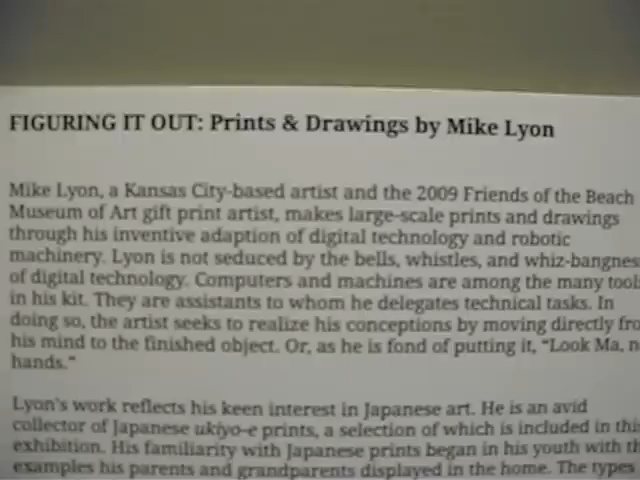 FIGURING IT OUT: Prints & Drawings by Mike Lyon
Mike Lyon, a Kansas City-based artist and the 2009 Friends of the Beach
Museum of Art gift print artist, makes large-scale prints and drawings
through his inventive adaption of digital technology and robotic
machinery. Lyon is not seduced by the bells, whistles, and whiz-bangnes
of digital technology. Computers and machines are among the many tool
in his kit. They are assistants to whom he delegates technical tasks. In
doing so, the artist seeks to realize his conceptions by moving directly fro
his mind to the finished object. Or, as he is fond of putting it, “Look Ma, n
hands.”
Lyon's work reflects his keen interest in Japanese art. He is an avid
collector of Japanese ukiyo-e prints, a selection of which is included in this
exhibition. His familiarity with Japanese prints began in his youth with th
examples his parents and grandparents displayed in the home. The types